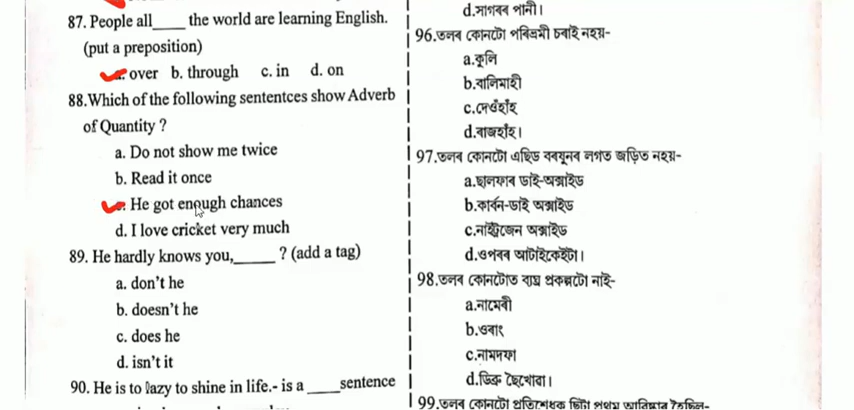 87. People all____ the world are learning English.
(put a preposition)
over b. through c. in d. on
88.Which of the following sententces show Adverb
of Quantity ?
a. Do not show me twice
b. Read it once
He got enough chances
d. I love cricket very much
89. He hardly knows you,_____ ? (add a tag)
a. don't he
b. doesn't he
c. does he
d. isn't it
90. He is to lazy to shine in life.- is a ____sentence
d.সাগৰৰ পানী।
96.তলৰ কোনটো পৰিভ্ৰমী চৰাই নহয়-
a.কুলি
b.বালিমাহী
c.দেওঁহাঁহ
d.ৰাজহাঁহ।
97.তলৰ কোনটো এছিড বৰষুনৰ লগত জড়িত নহয়-
a.ছালফাৰ ডাই-অক্সাইড
b.কাৰ্বন-ডাই অক্সাইড
c.নাইট্ৰজেন অক্সাইড
d.ওপৰৰ আটাইকেইটা।
98.তলৰ কোনটোত ব্যঘ্ৰ প্ৰকল্পটো নাই-
a.নামেৰী
b.ওৰাং
c.নামদফা
d.ডিব্ৰু ছৈখোৱা।
99.তলৰ কোনটো প্ৰতিশেধক